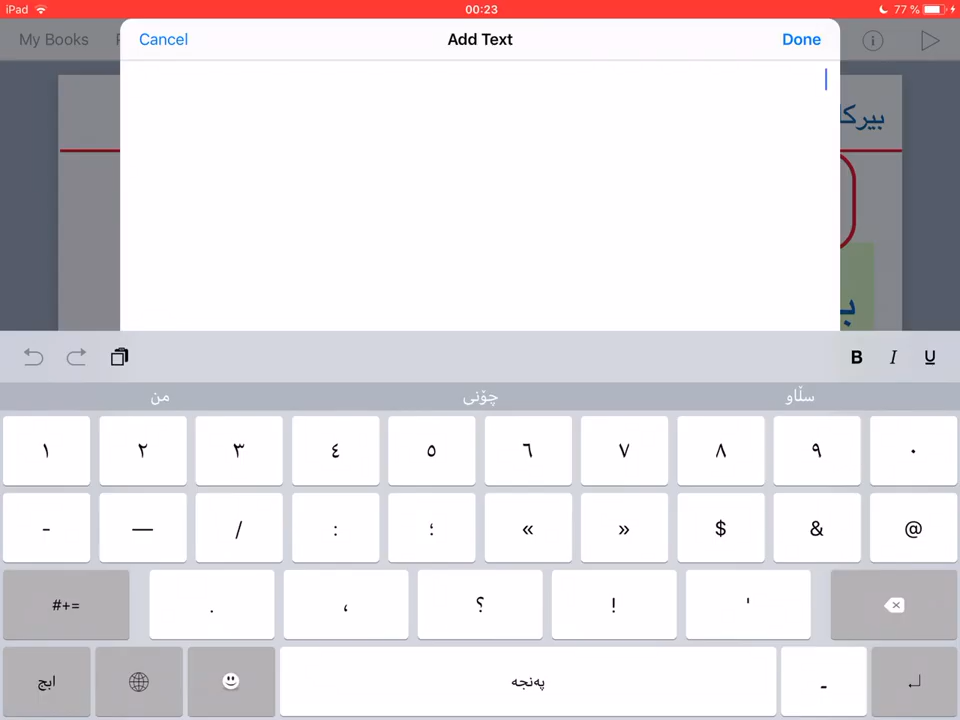 iPad 00:23 77 %
My Books
Cancel Add Text Done
B I U
من چۆنی سڵاو
١ ٢ ٣ ٤ ٥ ٦ ٧ ٨ ٩ ٠
- — / : ؛ « » $ & @
#+= . ، ؟ ! '
ابج پەنجە -